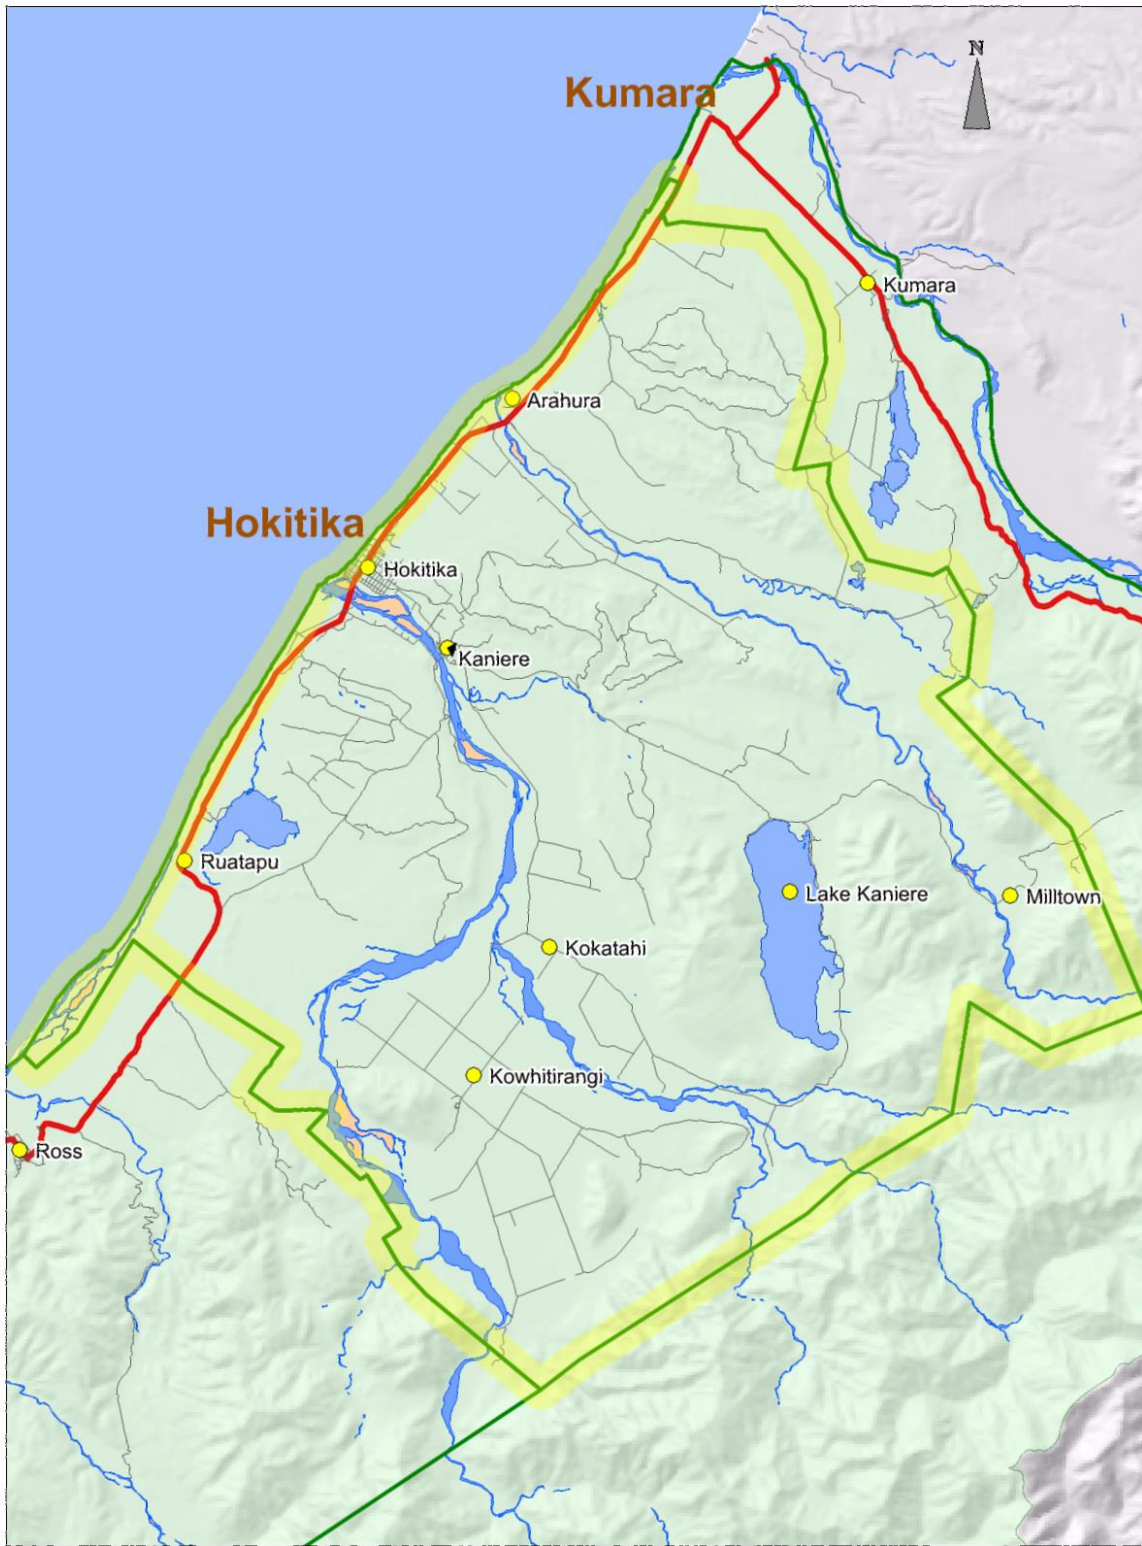 N
Kumara
Kumara
Arahura
Hokitika
Hokitika
Kaniere
Ruatapu
Lake Kaniere
Milltown
Kokatahi
Kowhitirangi
Ross